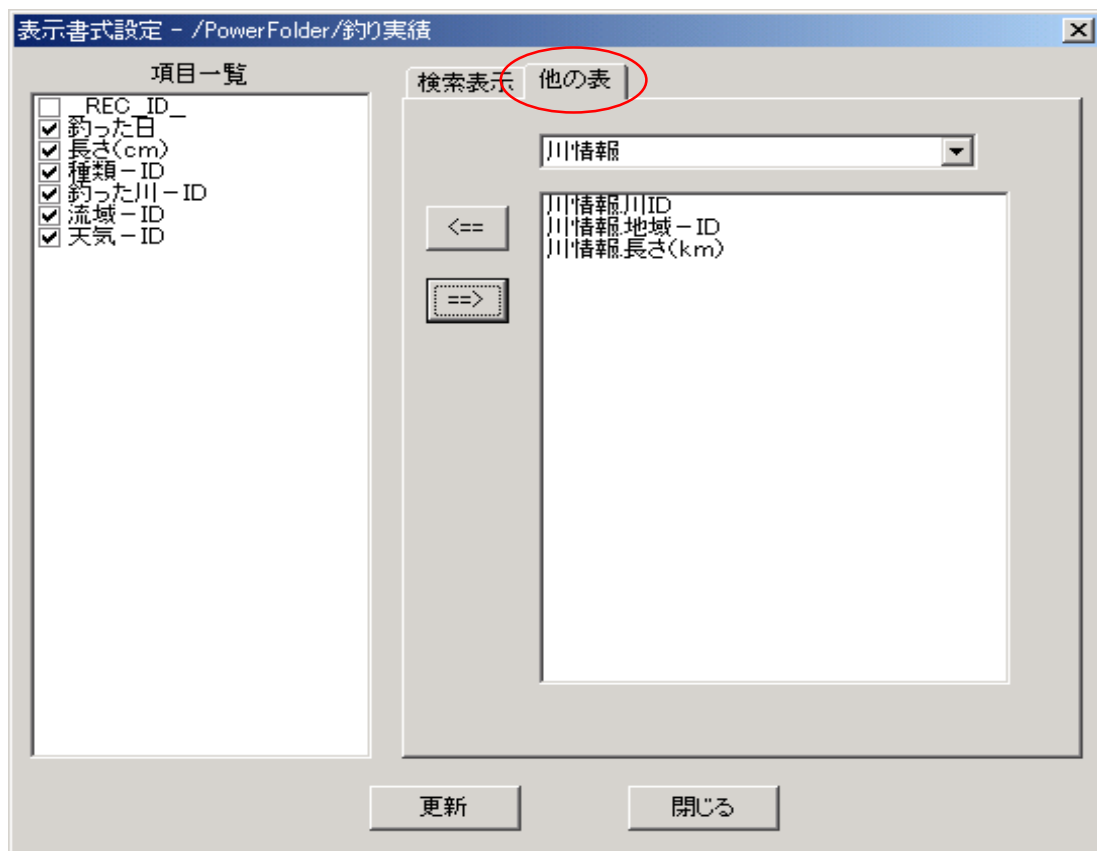 表示書式設定 - /PowerFolder/釣り実績
項目一覧
_REC_ID_
釣った日
長さ(cm)
種類-ID
釣った川-ID
流域-ID
天気-ID
検索表示
他の表
川情報
川情報.川ID
川情報.地域-ID
川情報.長さ(km)
<==
==>
更新
閉じる